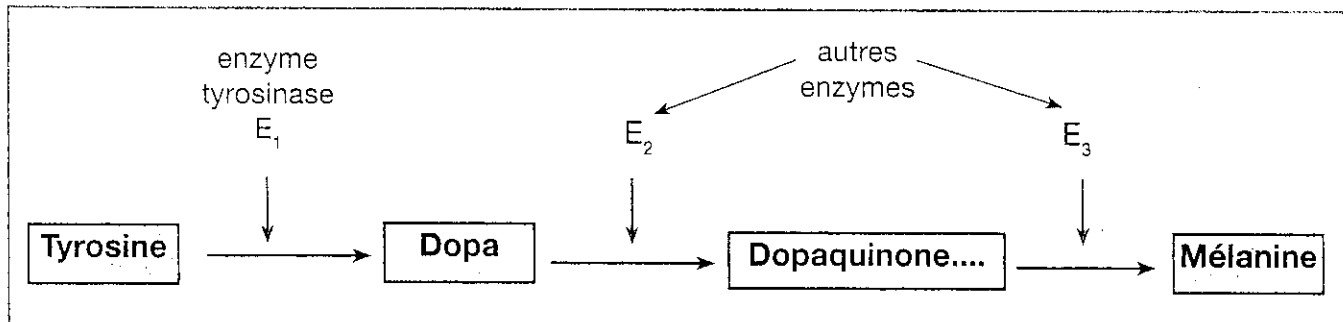 enzyme
tyrosinase
E₁
autres
enzymes
E₂
E₃
Tyrosine
Dopa
Dopaquinone....
Mélanine